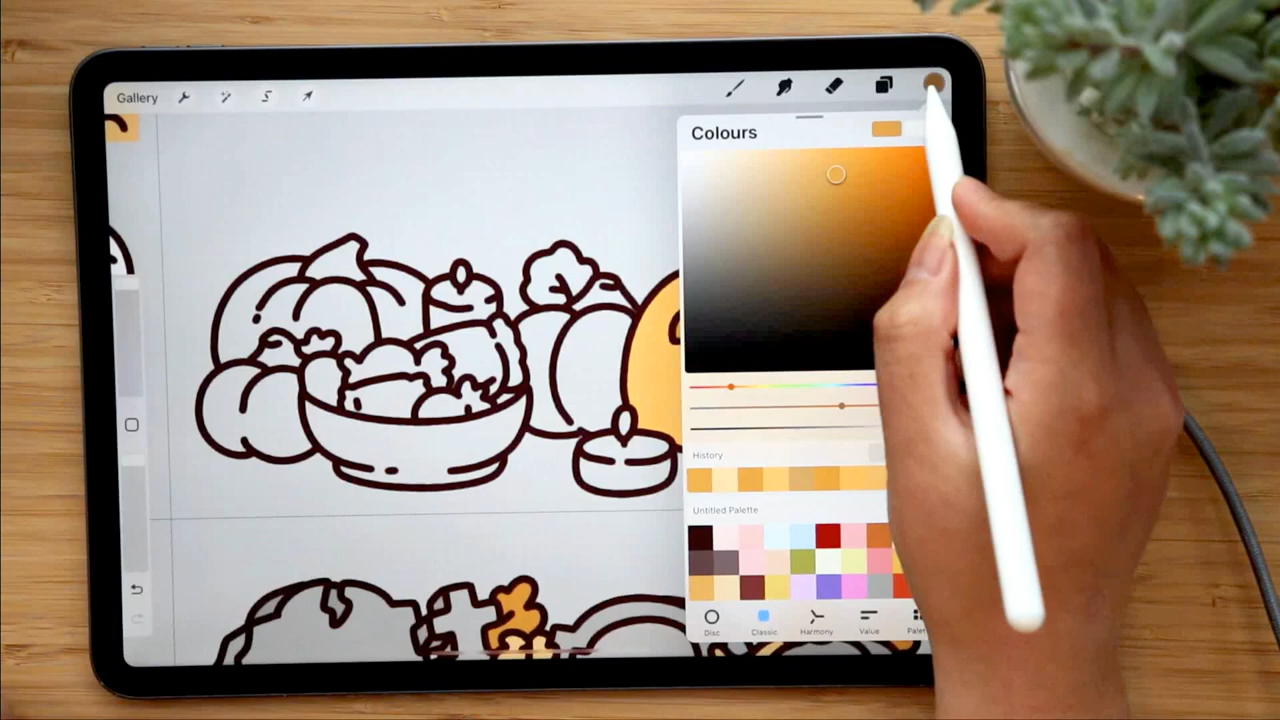 Gallery
Colours
History
Untitled Palette
Disc
Classic
Harmony
Value